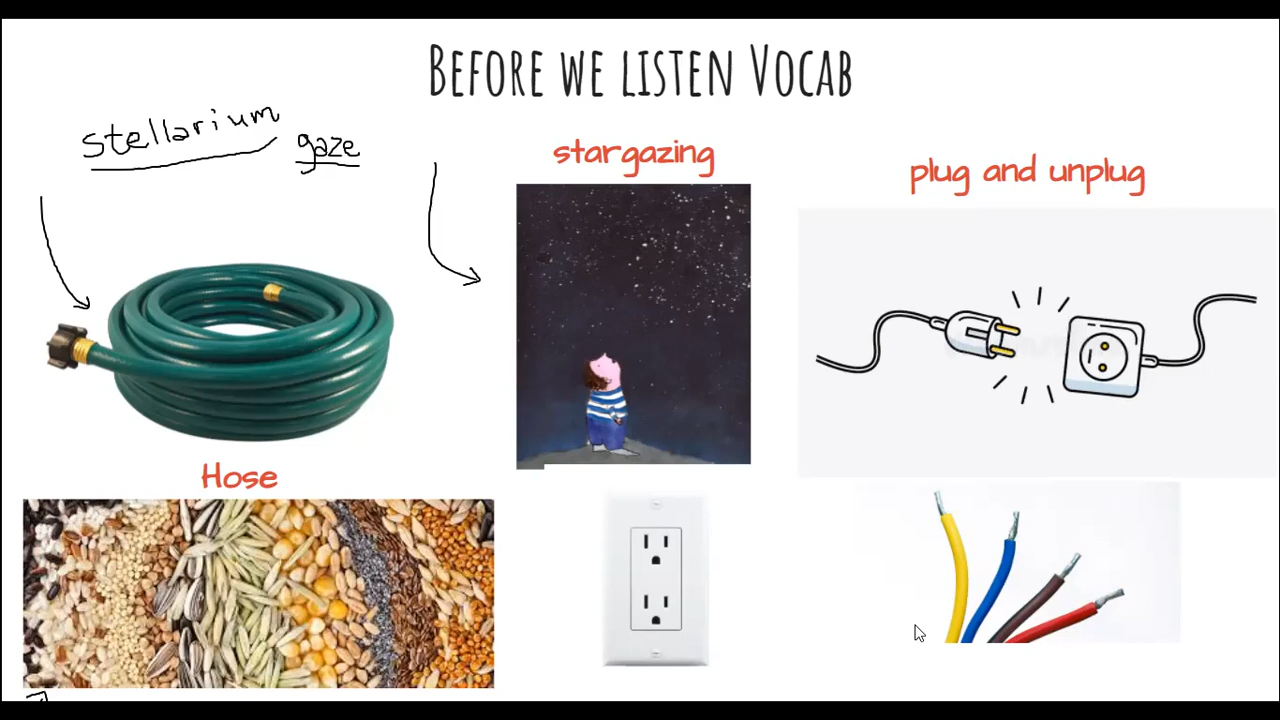 BEFORE WE LISTEN VOCAB
stellarium
gaze
stargazing
plug and unplug
Hose